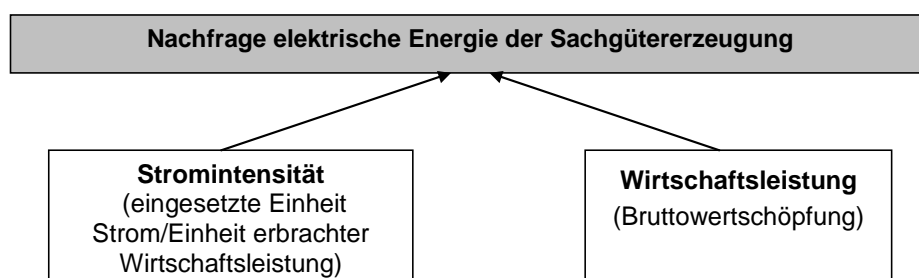 Nachfrage elektrische Energie der Sachgütererzeugung
Stromintensität
(eingesetzte Einheit
Strom/Einheit erbrachter
Wirtschaftsleistung)
Wirtschaftsleistung
(Bruttowertschöpfung)